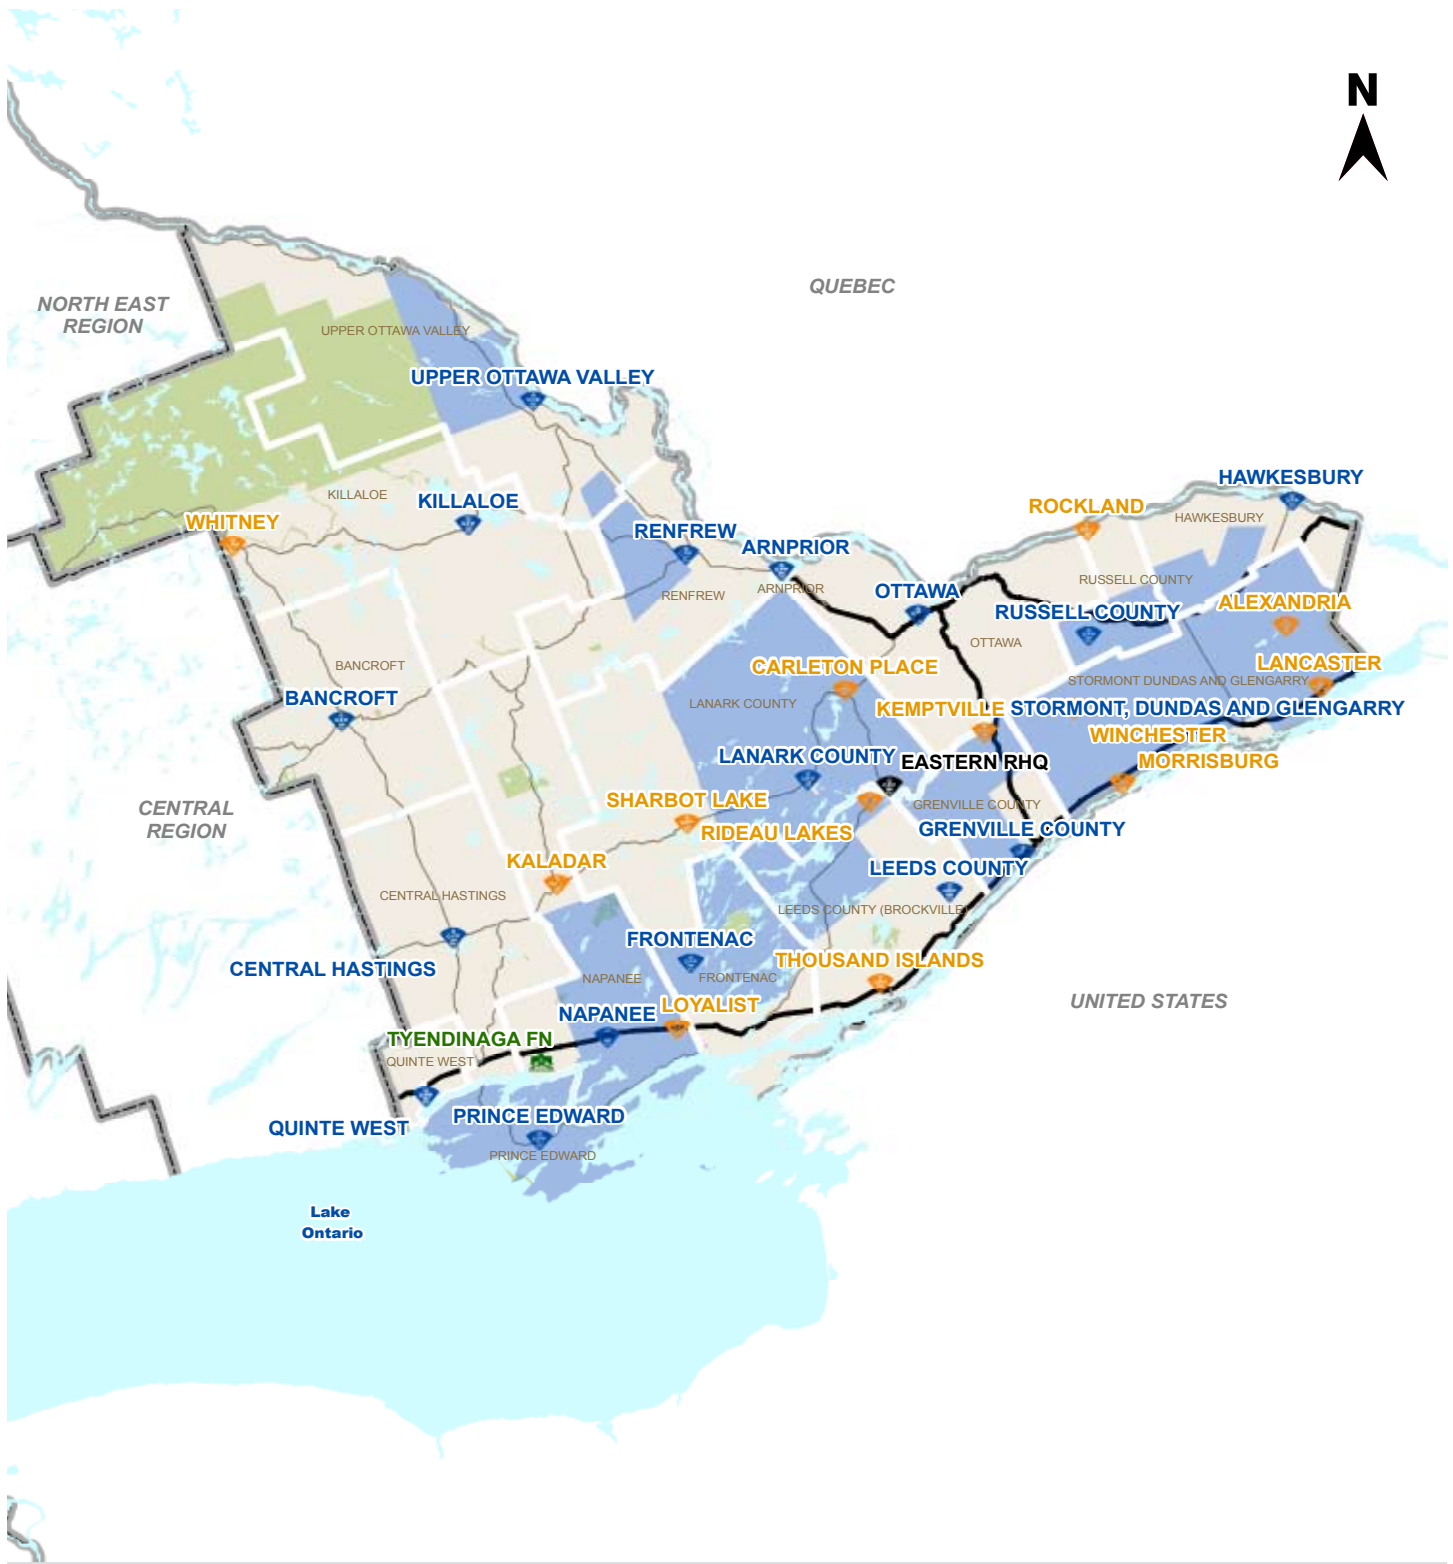 N
QUEBEC
NORTH EAST
REGION
UPPER OTTAWA VALLEY
UPPER OTTAWA VALLEY
HAWKESBURY
KILLALOE
KILLALOE
ROCKLAND
HAWKESBURY
WHITNEY
RENFREW
ARNPRIOR
RUSSELL COUNTY
ARNPRIOR
RENFREW
OTTAWA
ALEXANDRIA
RUSSELL COUNTY
OTTAWA
BANCROFT
CARLETON PLACE
LANCASTER
STORMONT DUNDAS AND GLENGARRY
BANCROFT
LANARK COUNTY
KEMPTVILLE
STORMONT, DUNDAS AND GLENGARRY
WINCHESTER
LANARK COUNTY
EASTERN RHQ
MORRISBURG
CENTRAL
REGION
SHARBOT LAKE
GRENVILLE COUNTY
RIDEAU LAKES
GRENVILLE COUNTY
KALADAR
LEEDS COUNTY
CENTRAL HASTINGS
LEEDS COUNTY (BROCKVILLE)
FRONTENAC
THOUSAND ISLANDS
CENTRAL HASTINGS
NAPANEE
FRONTENAC
UNITED STATES
LOYALIST
NAPANEE
TYENDINAGA FN
QUINTE WEST
PRINCE EDWARD
QUINTE WEST
PRINCE EDWARD
Lake
Ontario